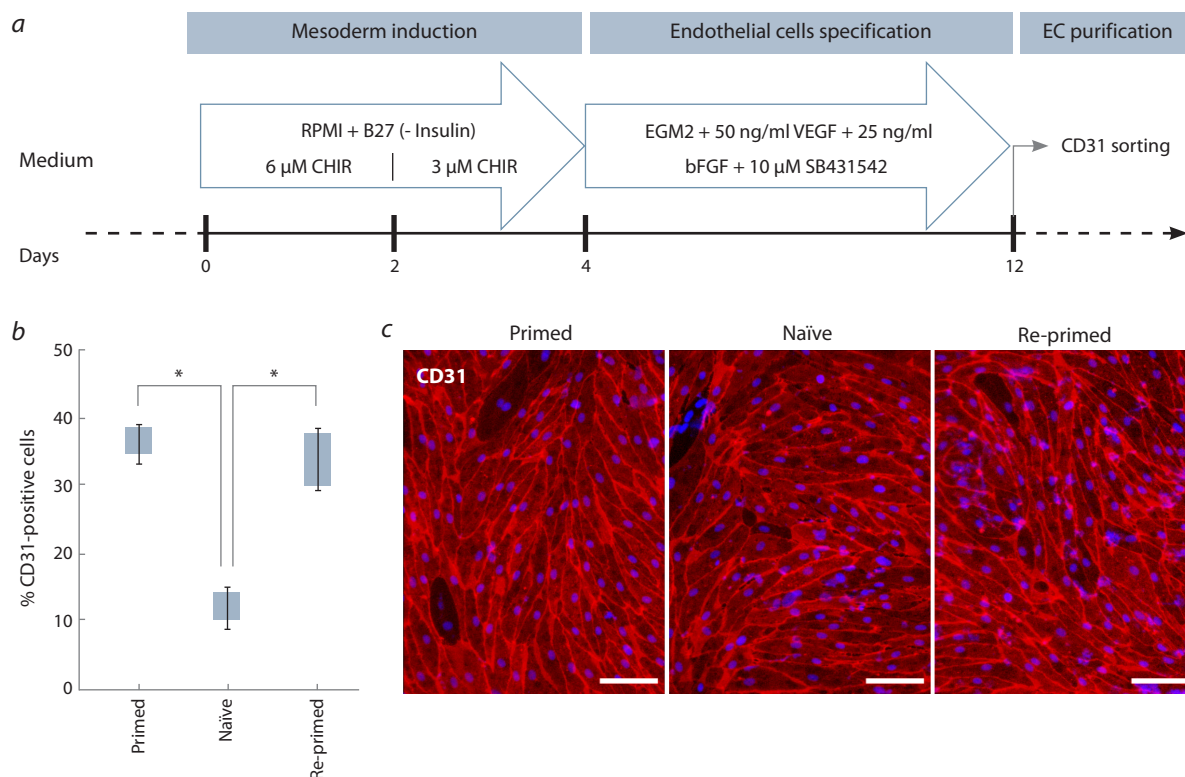 a
Mesoderm induction
Endothelial cells specification
EC purification
Medium
RPMI + B27 (- Insulin)
6 μM CHIR
3 μM CHIR
EGM2 + 50 ng/ml VEGF + 25 ng/ml
bFGF + 10 μM SB431542
CD31 sorting
Days
0
2
4
12
b
% CD31-positive cells
50
40
30
20
10
0
*
*
Primed
Naïve
Re-primed
c
Primed
Naïve
Re-primed
CD31